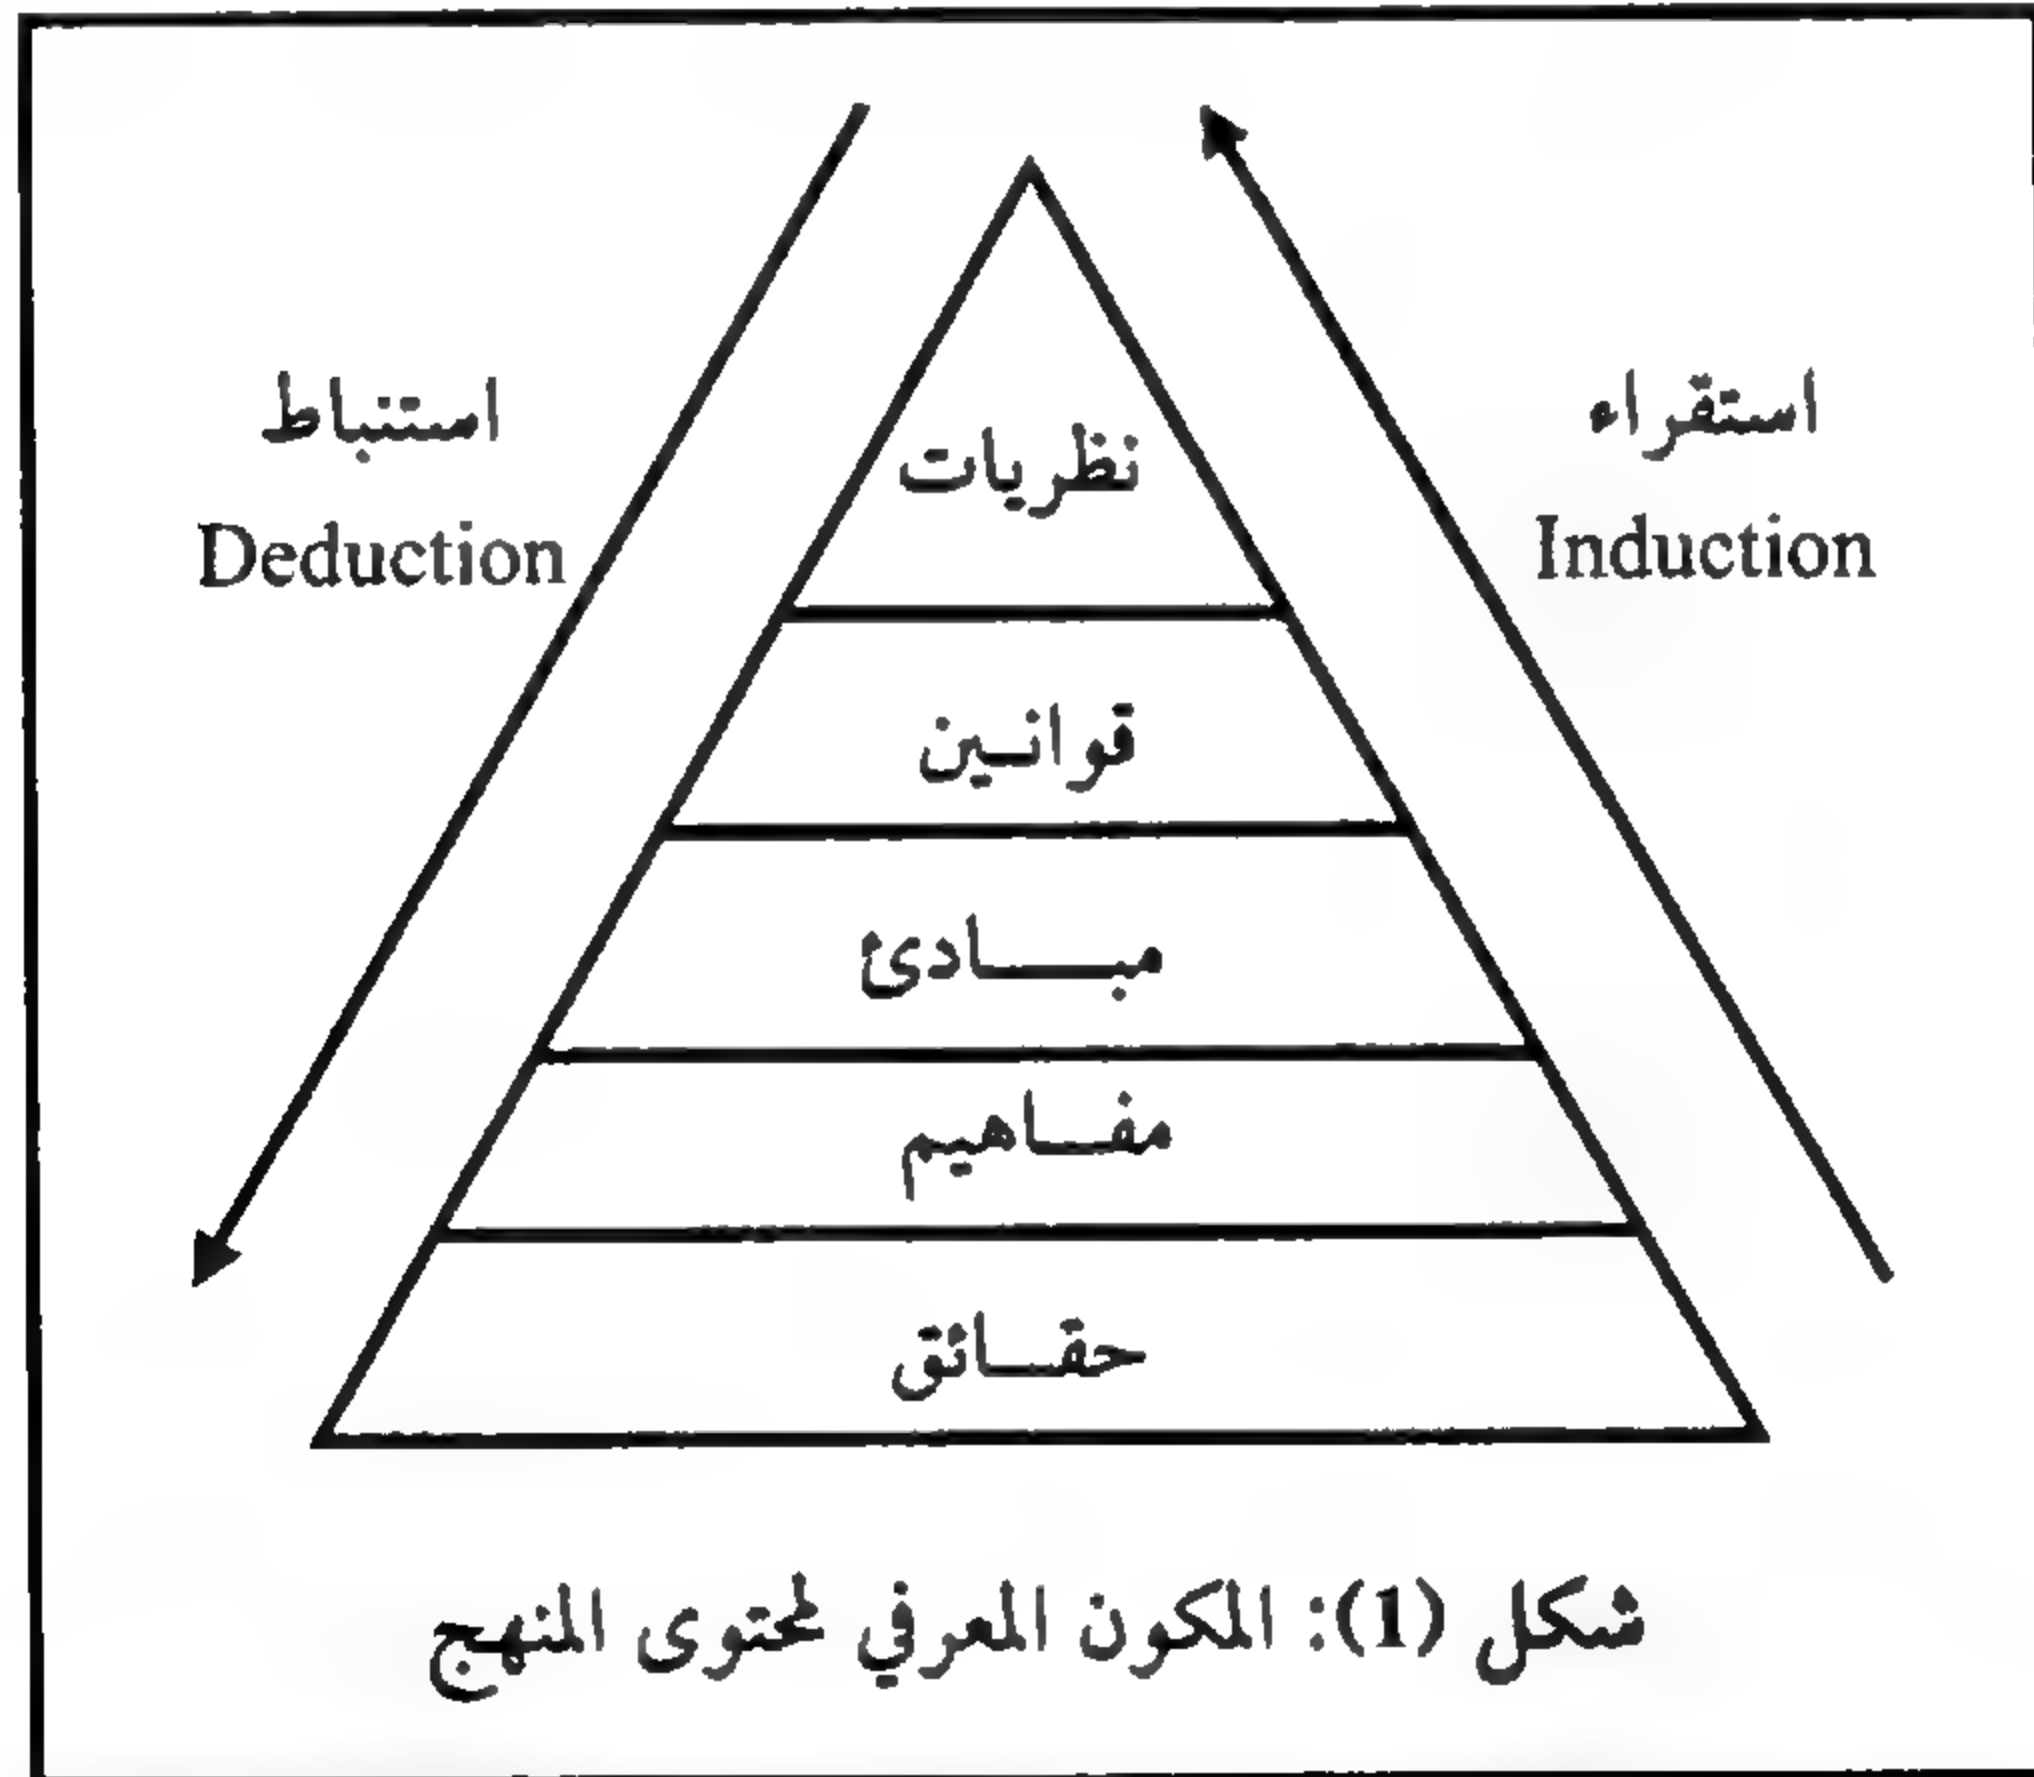 استقراء
Induction
استنباط
Deduction
نظريات
قوانين
مبادئ
مفاهيم
حقائق
شكل (1): المكون المعرفي لمحتوى المنهج